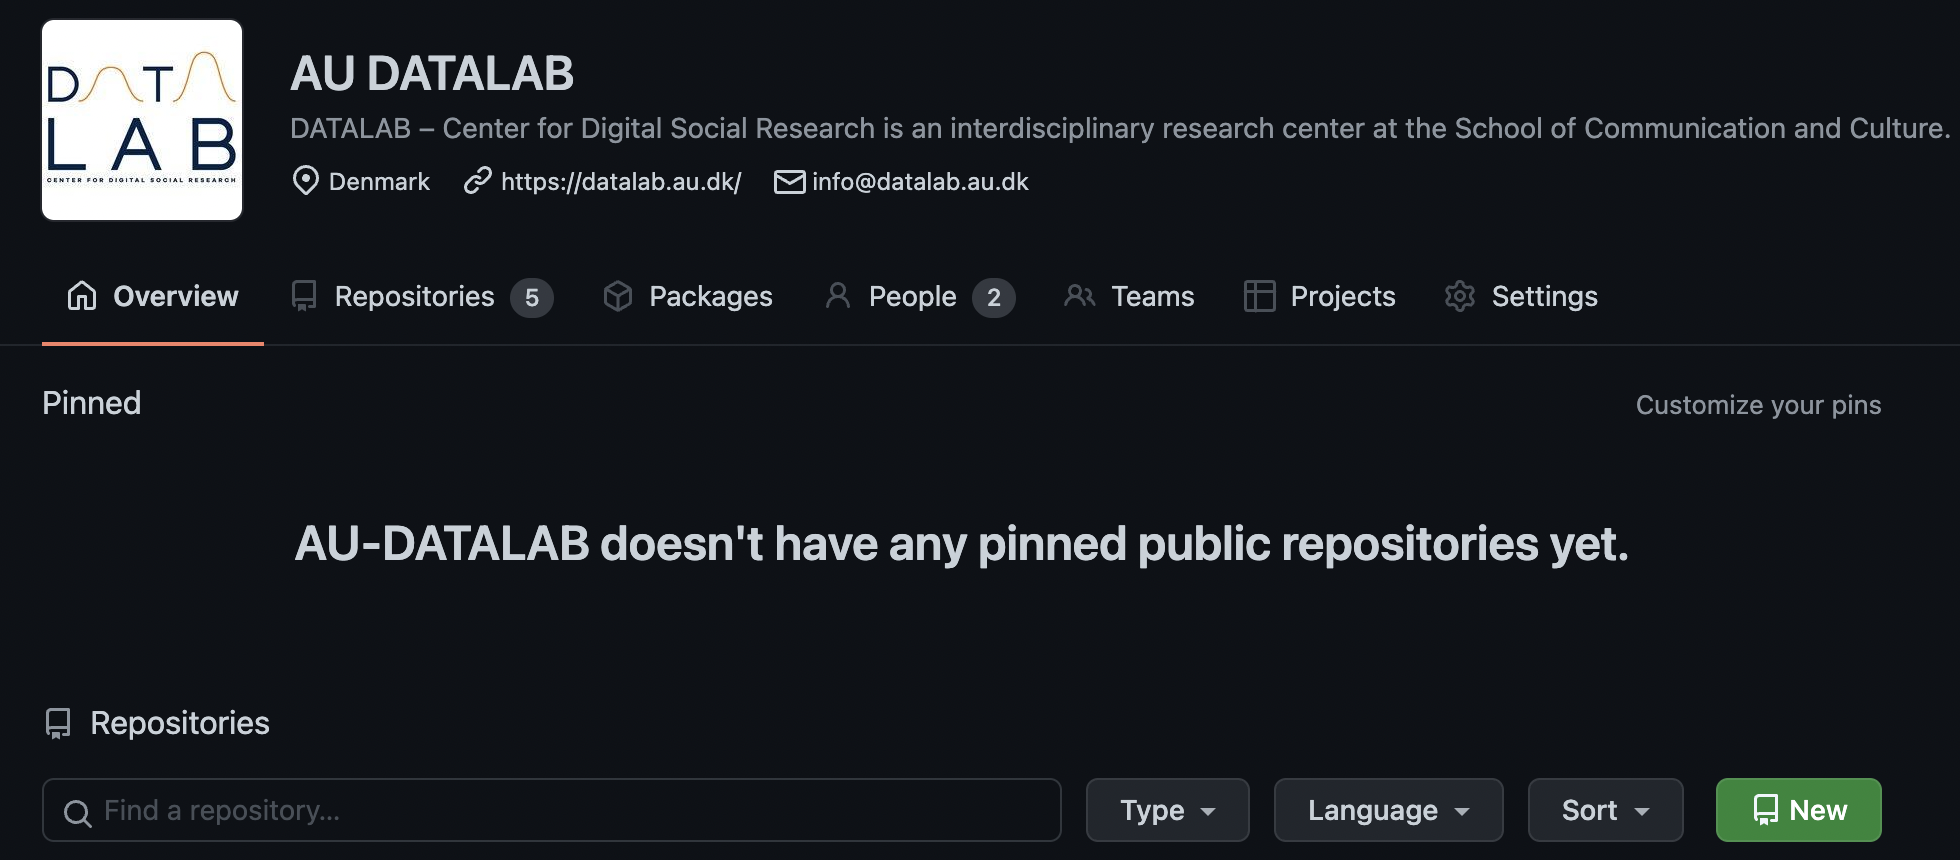 DATA
LAB
CENTER FOR DIGITAL SOCIAL RESEARCH
AU DATALAB
DATALAB – Center for Digital Social Research is an interdisciplinary research center at the School of Communication and Culture.
Denmark https://datalab.au.dk/ info@datalab.au.dk
Overview Repositories 5 Packages People 2 Teams Projects Settings
Pinned Customize your pins
AU-DATALAB doesn't have any pinned public repositories yet.
Repositories
Find a repository... Type Language Sort New